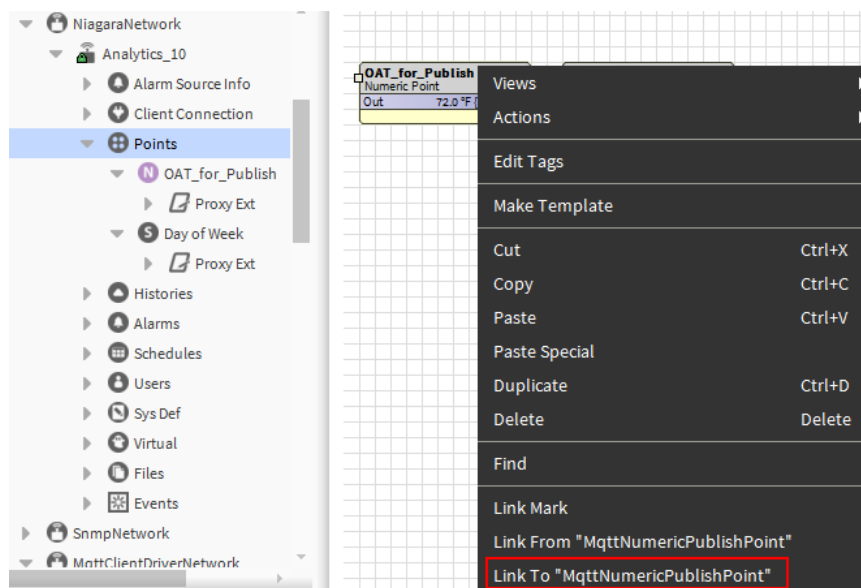 NiagaraNetwork
Analytics_10
Alarm Source Info
Client Connection
Points
N OAT_for_Publish
Proxy Ext
S Day of Week
Proxy Ext
Histories
Alarms
Schedules
Users
Sys Def
Virtual
Files
Events
SnmpNetwork
MqttClientDriverNetwork
OAT_for_Publish
Numeric Point
Out 72.0 °F {
Views
Actions
Edit Tags
Make Template
Cut Ctrl+X
Copy Ctrl+C
Paste Ctrl+V
Paste Special
Duplicate Ctrl+D
Delete Delete
Find
Link Mark
Link From "MqttNumericPublishPoint"
Link To "MqttNumericPublishPoint"